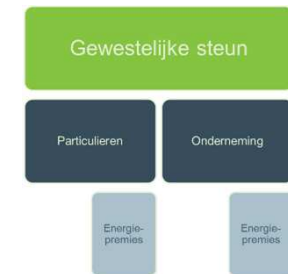 Gewestelijke steun
Particulieren
Onderneming
Energie-
premies
Energie-
premies